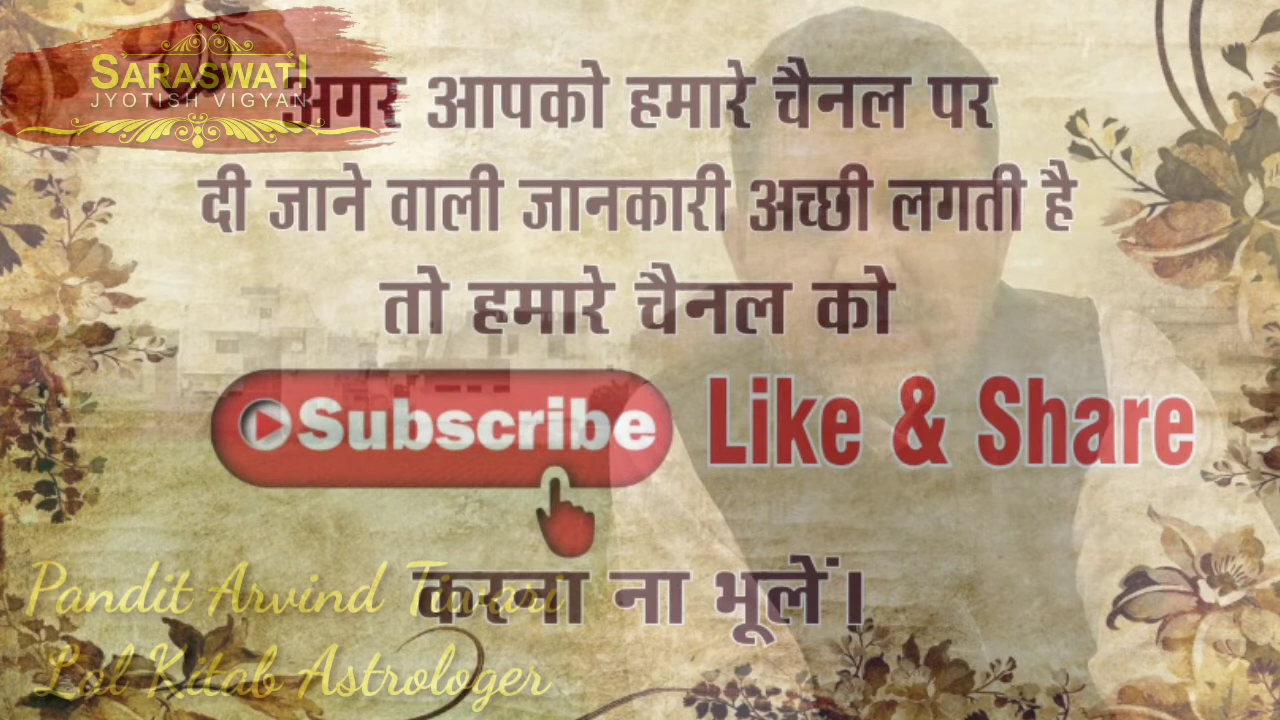 SARASWATI
JYOTISH VIGYAN
अगर आपको हमारे चैनल पर
दी जाने वाली जानकारी अच्छी लगती है
तो हमारे चैनल को
Subscribe Like & Share
करना ना भूलें।
Pandit Arvind Tiwari
Lal Kitab Astrologer